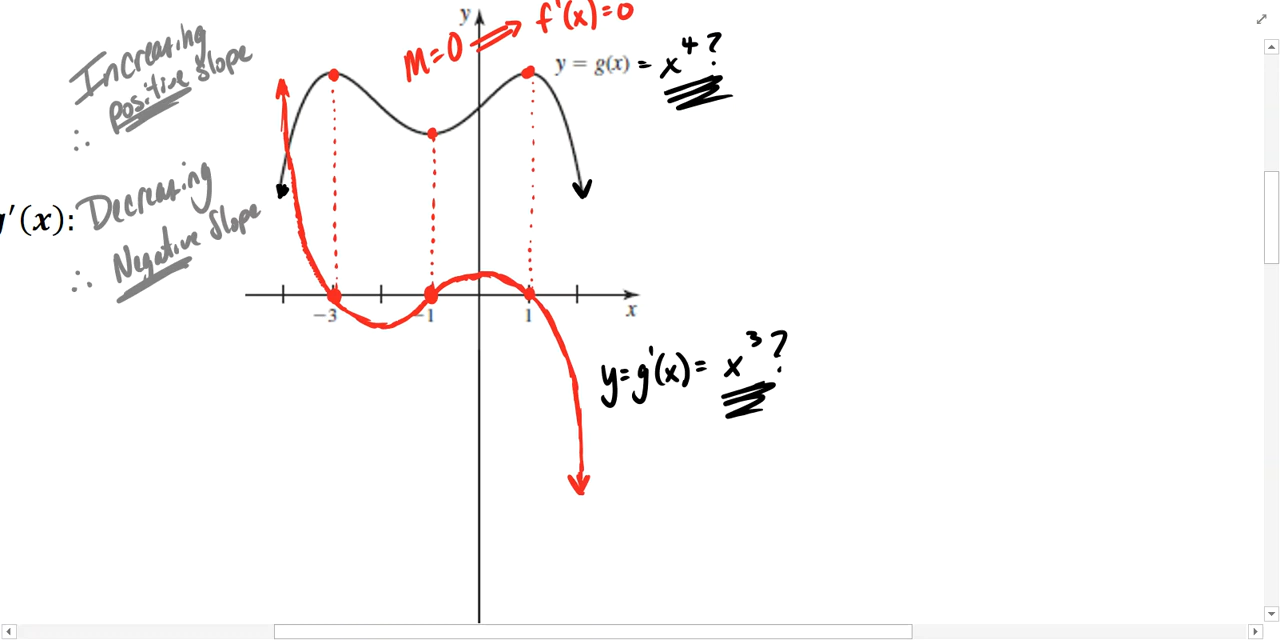 y
f'(x)=0
M=0
Increasing
positive slope
∴
y = g(x) = x⁴?
'(x): Decreasing
Negative Slope
∴
-3
-1
1
x
y=g'(x)= x³?